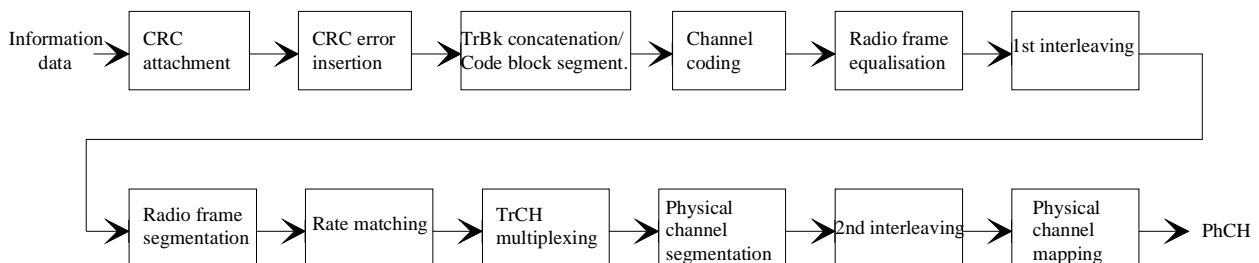 Information
data
CRC
attachment
CRC error
insertion
TrBk concatenation/
Code block segment.
Channel
coding
Radio frame
equalisation
1st interleaving
Radio frame
segmentation
Rate matching
TrCH
multiplexing
Physical
channel
segmentation
2nd interleaving
Physical
channel
mapping
PhCH